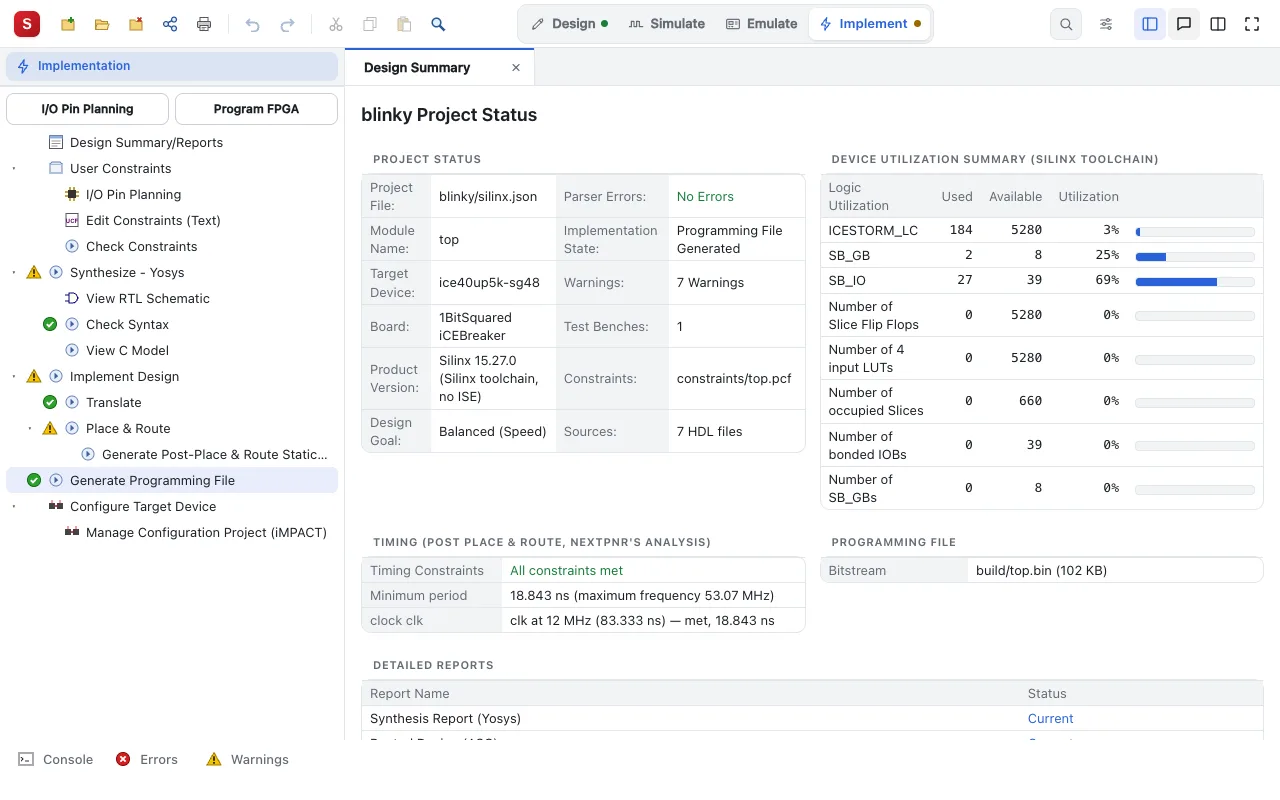 S
Design
Simulate
Emulate
Implement
Implementation
Design Summary
I/O Pin Planning
Program FPGA
Design Summary/Reports
User Constraints
I/O Pin Planning
UCF
Edit Constraints (Text)
Check Constraints
Synthesize - Yosys
View RTL Schematic
Check Syntax
View C Model
Implement Design
Translate
Place & Route
Generate Post-Place & Route Static...
Generate Programming File
Configure Target Device
Manage Configuration Project (iMPACT)
blinky Project Status
PROJECT STATUS
Project File: blinky/silinx.json Parser Errors: No Errors
Module Name: top Implementation State: Programming File Generated
Target Device: ice40up5k-sg48 Warnings: 7 Warnings
Board: 1BitSquared iCEBreaker Test Benches: 1
Product Version: Silinx 15.27.0 (Silinx toolchain, no ISE) Constraints: constraints/top.pcf
Design Goal: Balanced (Speed) Sources: 7 HDL files
DEVICE UTILIZATION SUMMARY (SILINX TOOLCHAIN)
Logic Utilization Used Available Utilization
ICESTORM_LC 184 5280 3%
SB_GB 2 8 25%
SB_IO 27 39 69%
Number of Slice Flip Flops 0 5280 0%
Number of 4 input LUTs 0 5280 0%
Number of occupied Slices 0 660 0%
Number of bonded IOBs 0 39 0%
Number of SB_GBs 0 8 0%
TIMING (POST PLACE & ROUTE, NEXTPNR'S ANALYSIS)
Timing Constraints All constraints met
Minimum period 18.843 ns (maximum frequency 53.07 MHz)
clock clk clk at 12 MHz (83.333 ns) — met, 18.843 ns
PROGRAMMING FILE
Bitstream build/top.bin (102 KB)
DETAILED REPORTS
Report Name Status
Synthesis Report (Yosys) Current
Console
Errors
Warnings